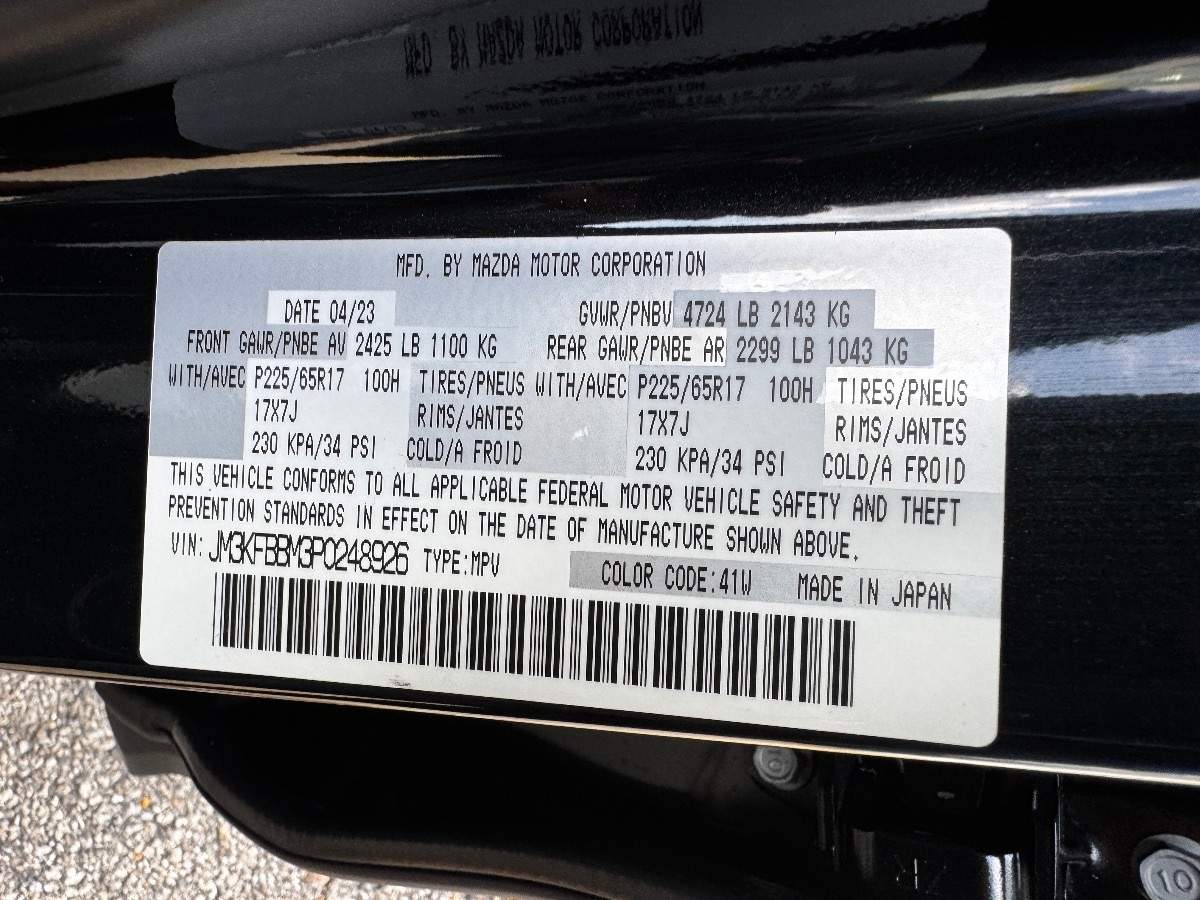 MFD. BY MAZDA MOTOR CORPORATION
DATE 04/23 GVWR/PNBV 4724 LB 2143 KG
FRONT GAWR/PNBE AV 2425 LB 1100 KG REAR GAWR/PNBE AR 2299 LB 1043 KG
WITH/AVEC P225/65R17 100H TIRES/PNEUS WITH/AVEC P225/65R17 100H TIRES/PNEUS
17X7J RIMS/JANTES 17X7J RIMS/JANTES
230 KPA/34 PSI COLD/A FROID 230 KPA/34 PSI COLD/A FROID
THIS VEHICLE CONFORMS TO ALL APPLICABLE FEDERAL MOTOR VEHICLE SAFETY AND THEFT
PREVENTION STANDARDS IN EFFECT ON THE DATE OF MANUFACTURE SHOWN ABOVE.
VIN: JM3KFBBM3P0248926 TYPE:MPV COLOR CODE:41W MADE IN JAPAN
10